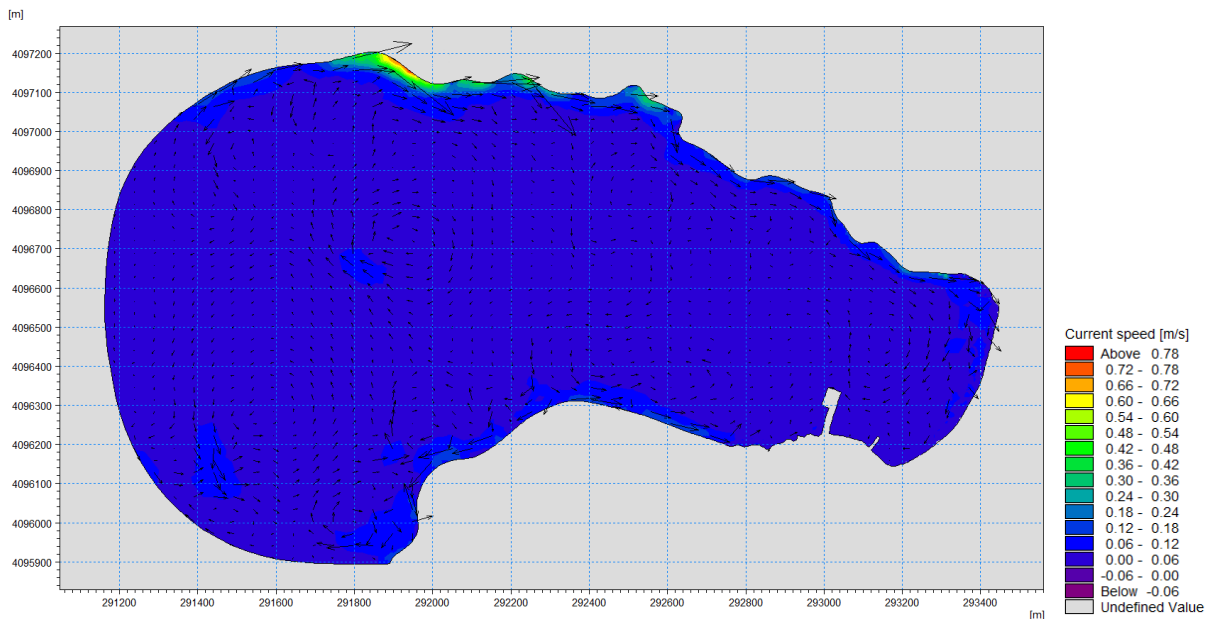 [m]
4097200
4097100
4097000
4096900
4096800
4096700
4096600
4096500
4096400
4096300
4096200
4096100
4096000
4095900
291200 291400 291600 291800 292000 292200 292400 292600 292800 293000 293200 293400
[m]
Current speed [m/s]
Above 0.78
0.72 - 0.78
0.66 - 0.72
0.60 - 0.66
0.54 - 0.60
0.48 - 0.54
0.42 - 0.48
0.36 - 0.42
0.30 - 0.36
0.24 - 0.30
0.18 - 0.24
0.12 - 0.18
0.06 - 0.12
0.00 - 0.06
-0.06 - 0.00
Below -0.06
Undefined Value